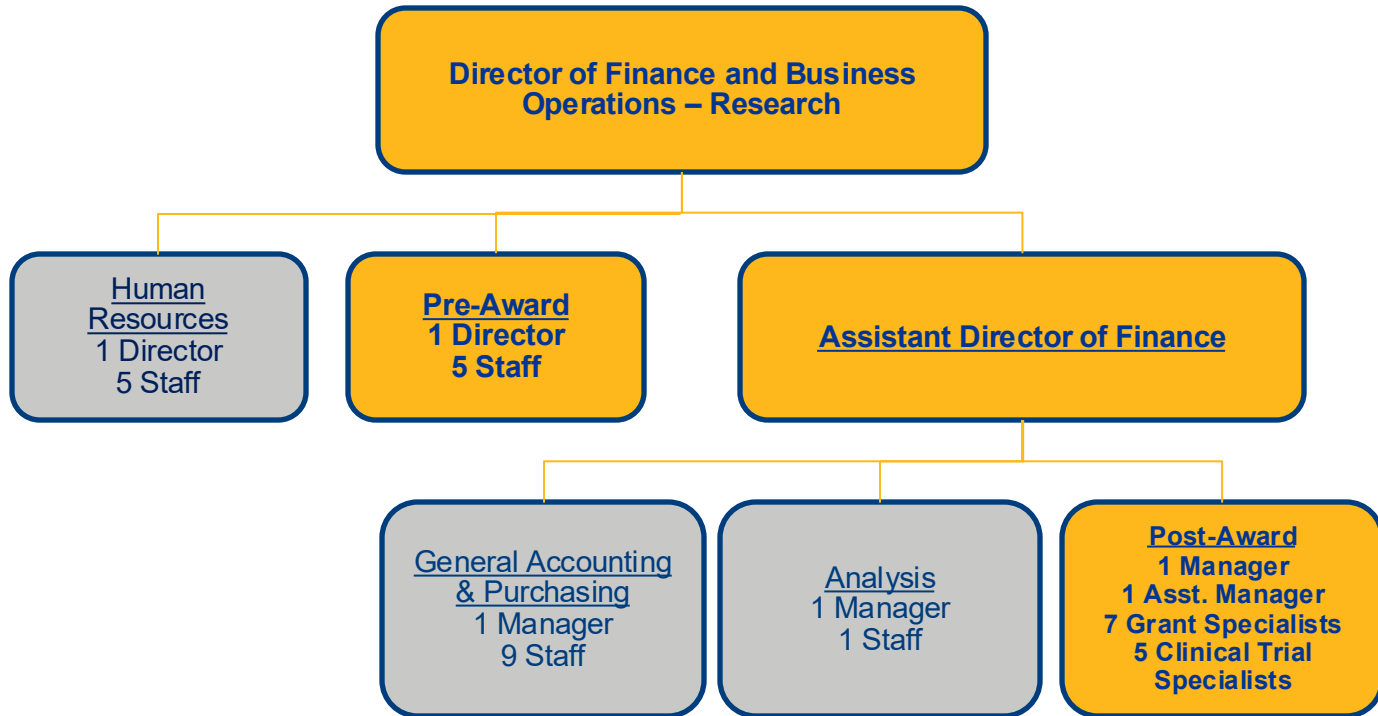 Director of Finance and Business
Operations – Research
Human
Resources
1 Director
5 Staff
Pre-Award
1 Director
5 Staff
Assistant Director of Finance
General Accounting
& Purchasing
1 Manager
9 Staff
Analysis
1 Manager
1 Staff
Post-Award
1 Manager
1 Asst. Manager
7 Grant Specialists
5 Clinical Trial
Specialists